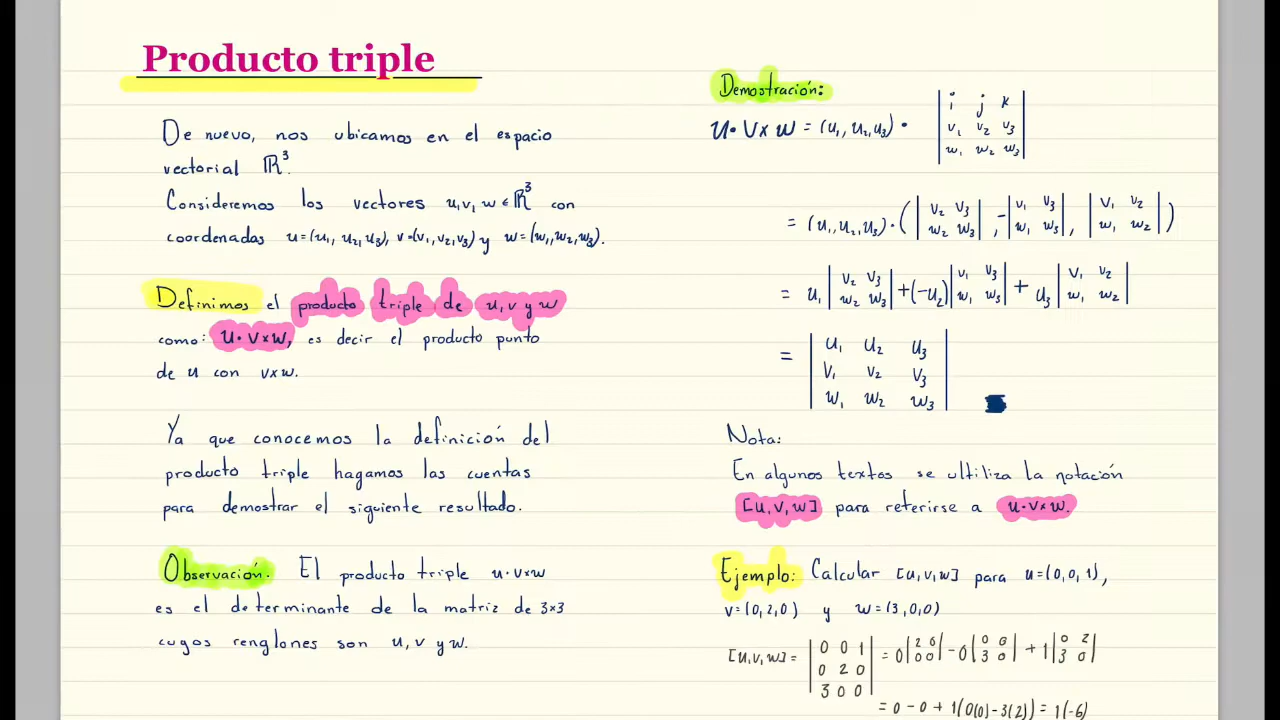 Producto triple
De nuevo, nos ubicamos en el espacio
vectorial ℝ³.
Consideremos los vectores u,v,w ∈ ℝ³ con
coordenadas u=(u₁, u₂,u₃), v=(v₁,v₂,v₃) y w=(w₁,w₂,w₃).
Definimos el producto triple de u,v y w
como: u·v×w, es decir el producto punto
de u con v×w.
Ya que conocemos la definición del
producto triple hagamos las cuentas
para demostrar el siguiente resultado.
Observación. El producto triple u·v×w
es el determinante de la matriz de 3×3
cuyos renglones son u,v y w.
Demostración:
u·v×w = (u₁,u₂,u₃)· | i j k ; v₁ v₂ v₃ ; w₁ w₂ w₃ |
= (u₁,u₂,u₃)·( | v₂ v₃ ; w₂ w₃ | , -| v₁ v₃ ; w₁ w₃ | , | v₁ v₂ ; w₁ w₂ | )
= u₁ | v₂ v₃ ; w₂ w₃ | +(-u₂) | v₁ v₃ ; w₁ w₃ | + u₃ | v₁ v₂ ; w₁ w₂ |
= | u₁ u₂ u₃ ; v₁ v₂ v₃ ; w₁ w₂ w₃ | ■
Nota:
En algunos textos se ultiliza la notación
[u,v,w] para referirse a u·v×w.
Ejemplo: Calcular [u,v,w] para u=(0,0,1),
v=(0,2,0) y w=(3,0,0)
[u,v,w] = | 0 0 1 ; 0 2 0 ; 3 0 0 | = 0| 2 0 ; 0 0 | - 0| 0 0 ; 3 0 | + 1| 0 2 ; 3 0 |
= 0 - 0 + 1(0(0)-3(2)) = 1(-6)